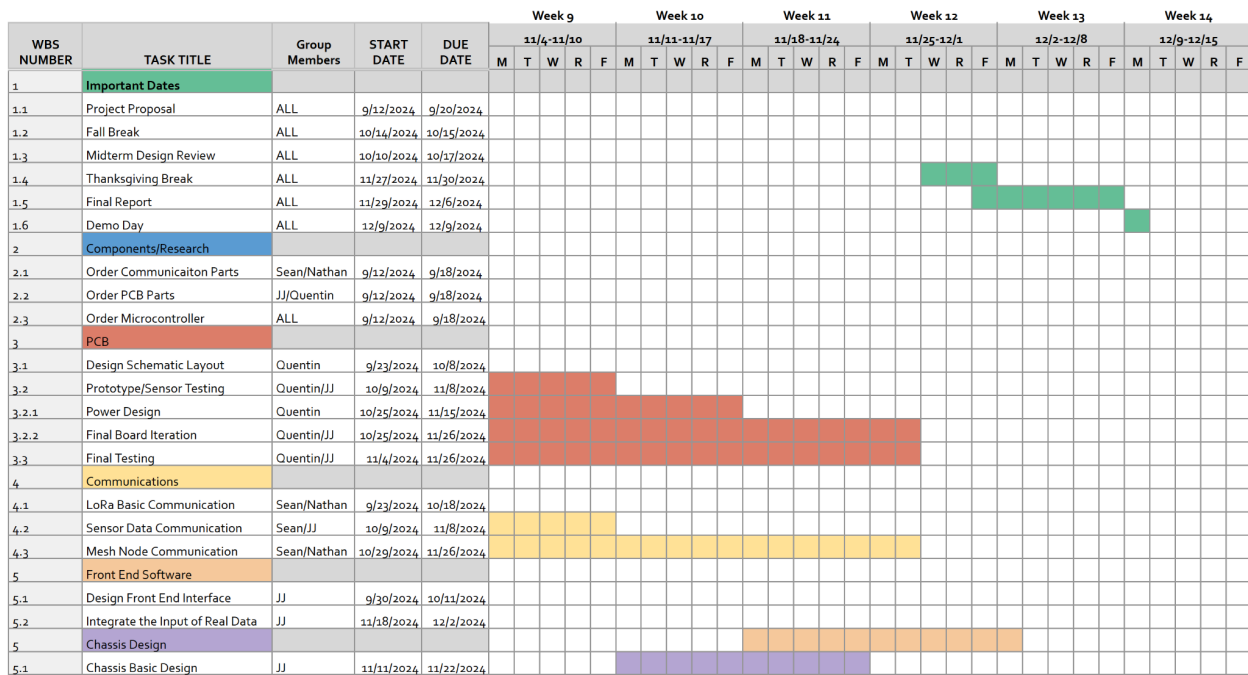 Week 9 Week 10 Week 11 Week 12 Week 13 Week 14
WBS NUMBER TASK TITLE Group Members START DATE DUE DATE 11/4-11/10 11/11-11/17 11/18-11/24 11/25-12/1 12/2-12/8 12/9-12/15
M T W R F M T W R F M T W R F M T W R F M T W R F M T W R F
1 Important Dates
1.1 Project Proposal ALL 9/12/2024 9/20/2024
1.2 Fall Break ALL 10/14/2024 10/15/2024
1.3 Midterm Design Review ALL 10/10/2024 10/17/2024
1.4 Thanksgiving Break ALL 11/27/2024 11/30/2024
1.5 Final Report ALL 11/29/2024 12/6/2024
1.6 Demo Day ALL 12/9/2024 12/9/2024
2 Components/Research
2.1 Order Communicaiton Parts Sean/Nathan 9/12/2024 9/18/2024
2.2 Order PCB Parts JJ/Quentin 9/12/2024 9/18/2024
2.3 Order Microcontroller ALL 9/12/2024 9/18/2024
3 PCB
3.1 Design Schematic Layout Quentin 9/23/2024 10/8/2024
3.2 Prototype/Sensor Testing Quentin/JJ 10/9/2024 11/8/2024
3.2.1 Power Design Quentin 10/25/2024 11/15/2024
3.2.2 Final Board Iteration Quentin/JJ 10/25/2024 11/26/2024
3.3 Final Testing Quentin/JJ 11/4/2024 11/26/2024
4 Communications
4.1 LoRa Basic Communication Sean/Nathan 9/23/2024 10/18/2024
4.2 Sensor Data Communication Sean/JJ 10/9/2024 11/8/2024
4.3 Mesh Node Communication Sean/Nathan 10/29/2024 11/26/2024
5 Front End Software
5.1 Design Front End Interface JJ 9/30/2024 10/11/2024
5.2 Integrate the Input of Real Data JJ 11/18/2024 12/2/2024
5 Chassis Design
5.1 Chassis Basic Design JJ 11/11/2024 11/22/2024